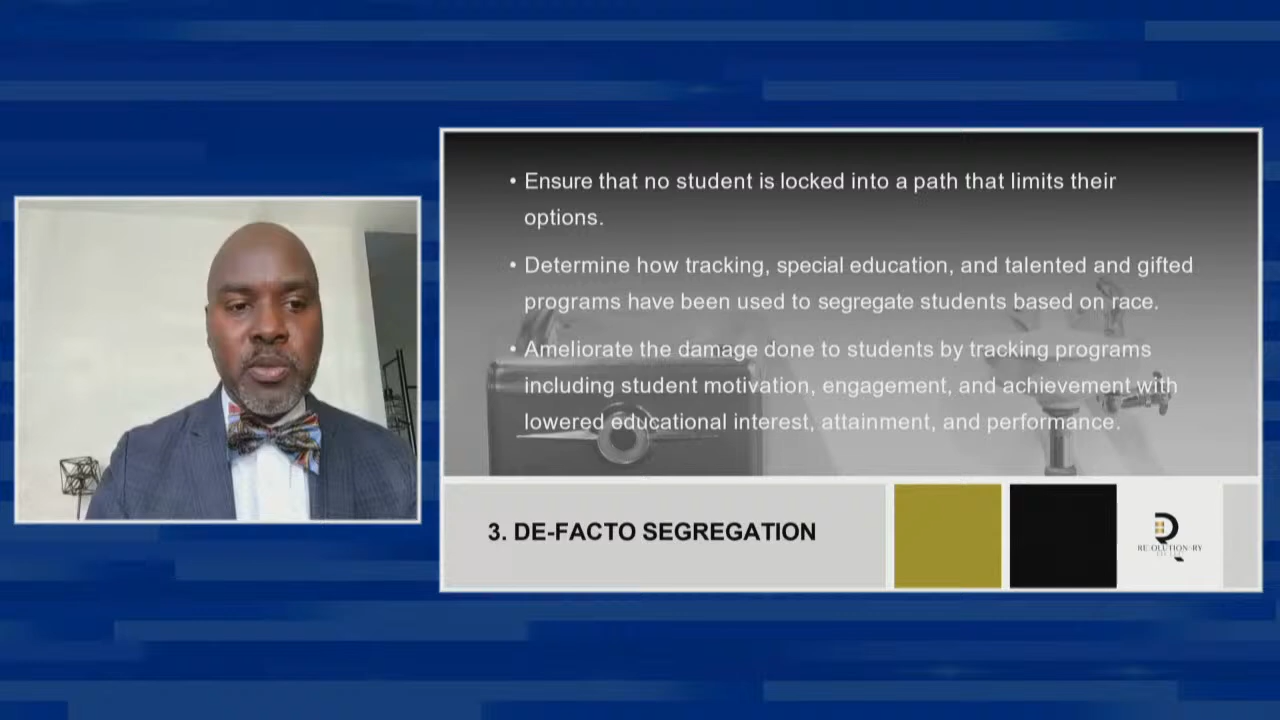 • Ensure that no student is locked into a path that limits their
options.
• Determine how tracking, special education, and talented and gifted
programs have been used to segregate students based on race.
• Ameliorate the damage done to students by tracking programs
including student motivation, engagement, and achievement with
lowered educational interest, attainment, and performance.
3. DE-FACTO SEGREGATION